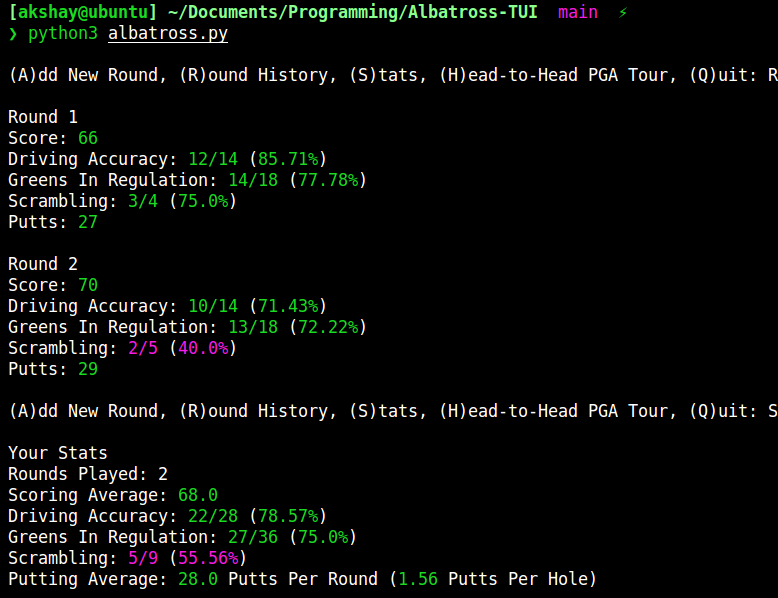 [akshay@ubuntu] ~/Documents/Programming/Albatross-TUI main ⚡
❯ python3 albatross.py
(A)dd New Round, (R)ound History, (S)tats, (H)ead-to-Head PGA Tour, (Q)uit: R
Round 1
Score: 66
Driving Accuracy: 12/14 (85.71%)
Greens In Regulation: 14/18 (77.78%)
Scrambling: 3/4 (75.0%)
Putts: 27
Round 2
Score: 70
Driving Accuracy: 10/14 (71.43%)
Greens In Regulation: 13/18 (72.22%)
Scrambling: 2/5 (40.0%)
Putts: 29
(A)dd New Round, (R)ound History, (S)tats, (H)ead-to-Head PGA Tour, (Q)uit: S
Your Stats
Rounds Played: 2
Scoring Average: 68.0
Driving Accuracy: 22/28 (78.57%)
Greens In Regulation: 27/36 (75.0%)
Scrambling: 5/9 (55.56%)
Putting Average: 28.0 Putts Per Round (1.56 Putts Per Hole)